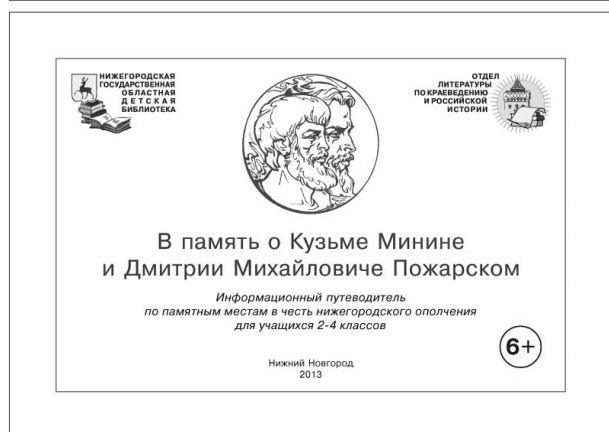 НИЖЕГОРОДСКАЯ
ГОСУДАРСТВЕННАЯ
ОБЛАСТНАЯ
ДЕТСКАЯ
БИБЛИОТЕКА
ОТДЕЛ
ЛИТЕРАТУРЫ
ПО КРАЕВЕДЕНИЮ
И РОССИЙСКОЙ
ИСТОРИИ
В память о Кузьме Минине
и Дмитрии Михайловиче Пожарском
Информационный путеводитель
по памятным местам в честь нижегородского ополчения
для учащихся 2-4 классов
6+
Нижний Новгород
2013